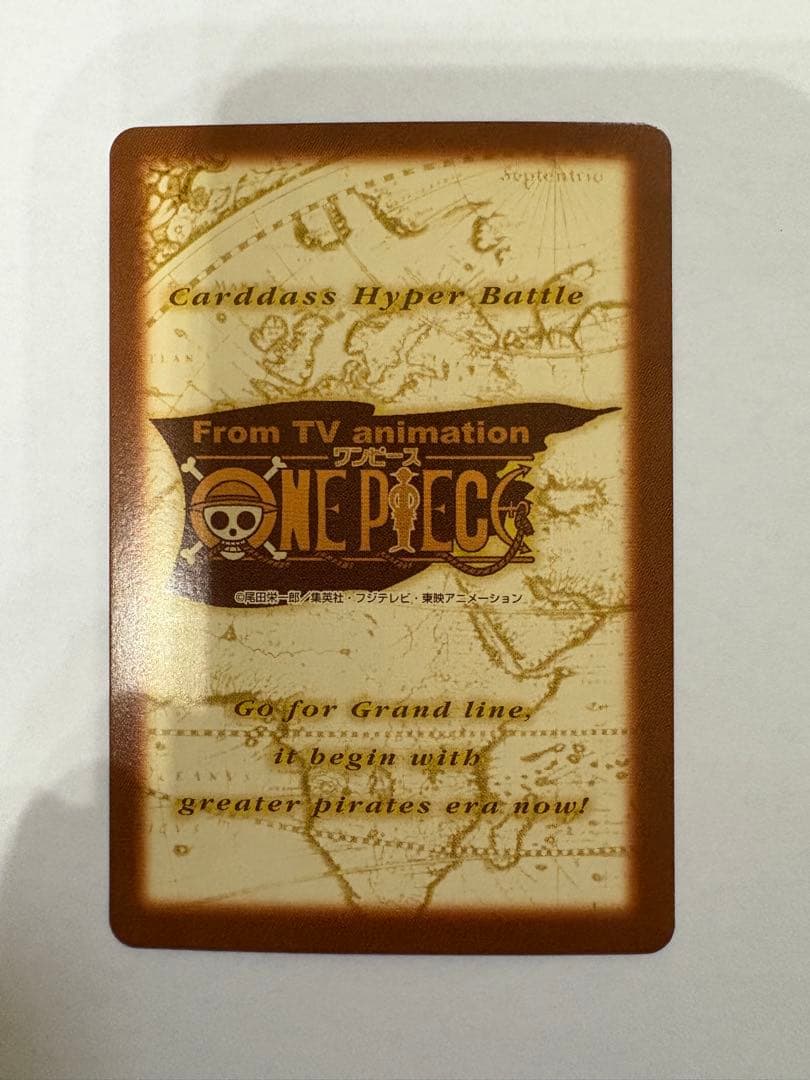 Septentrio
Carddass Hyper Battle
From TV animation
ワンピース
ONE PIECE
©尾田栄一郎／集英社・フジテレビ・東映アニメーション
Go for Grand line,
it begin with
greater pirates era now!